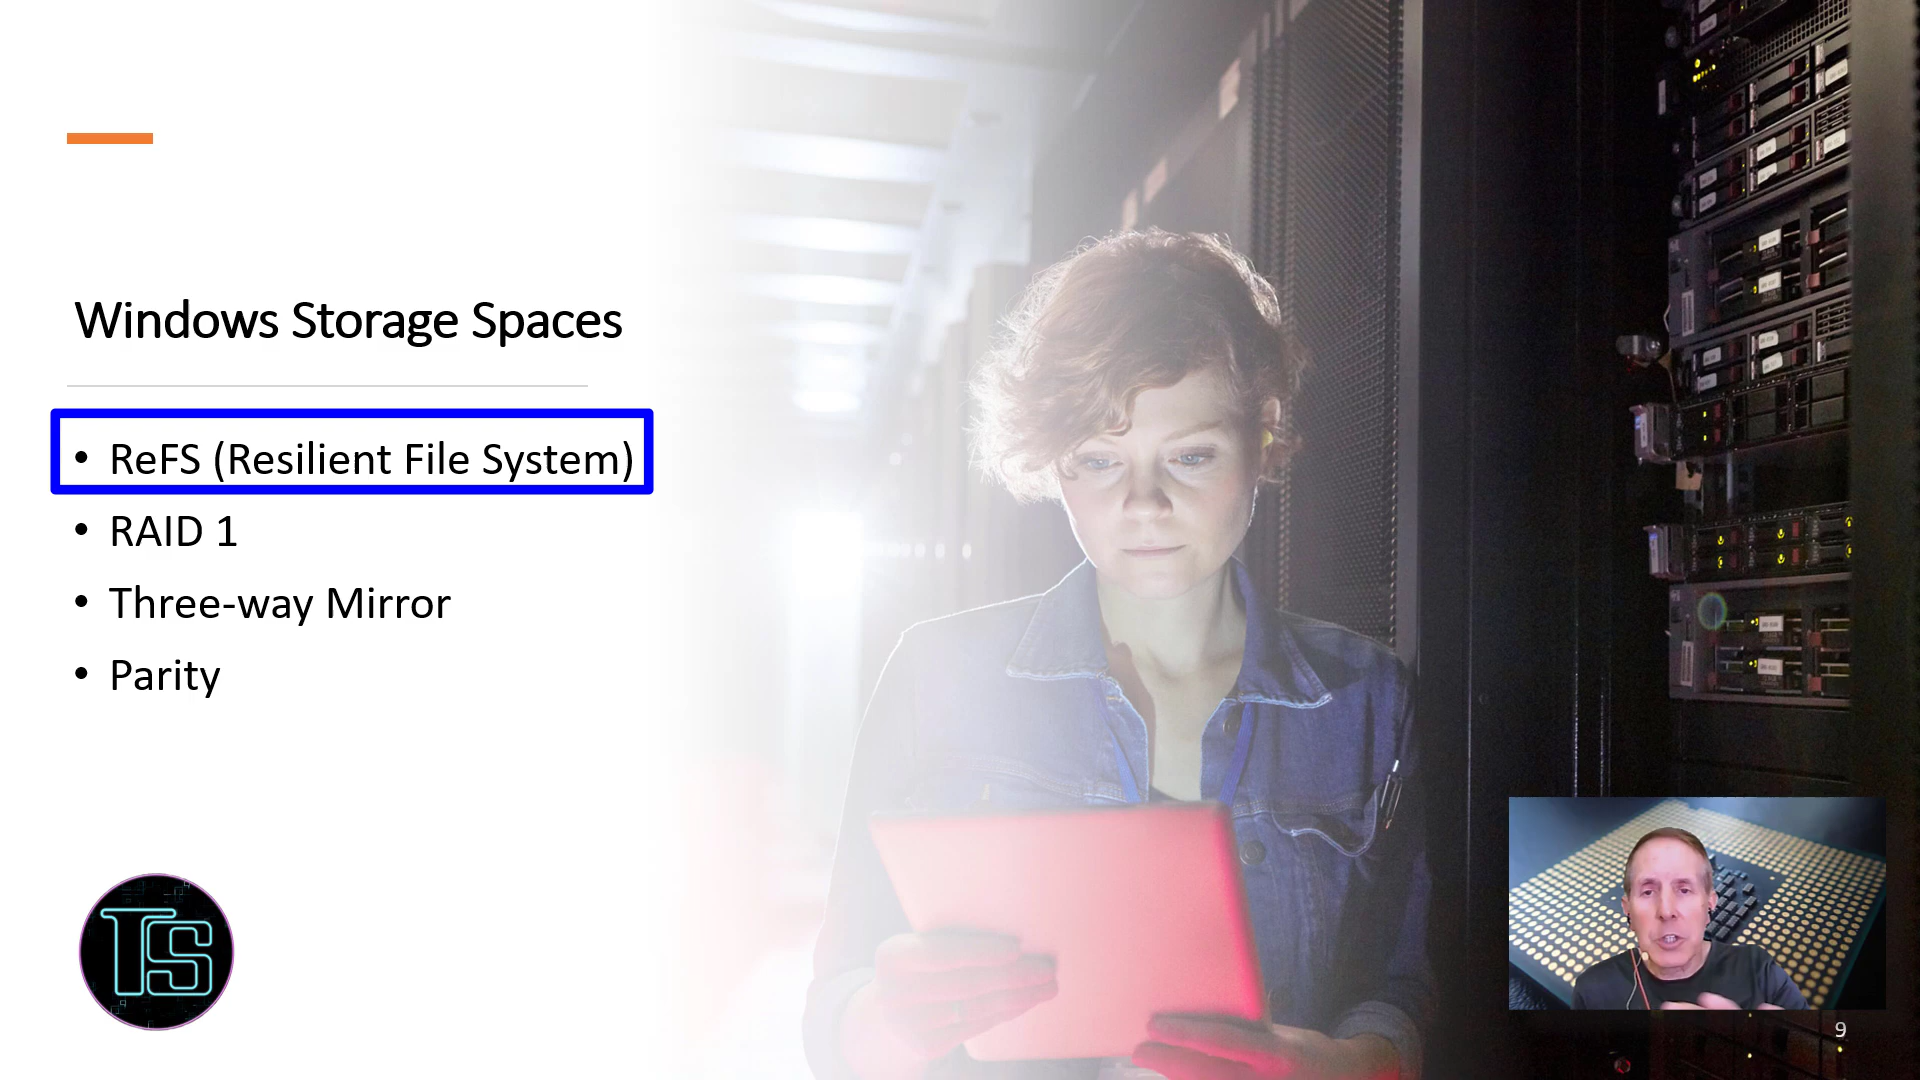 Windows Storage Spaces
• ReFS (Resilient File System)
• RAID 1
• Three-way Mirror
• Parity
TS
9